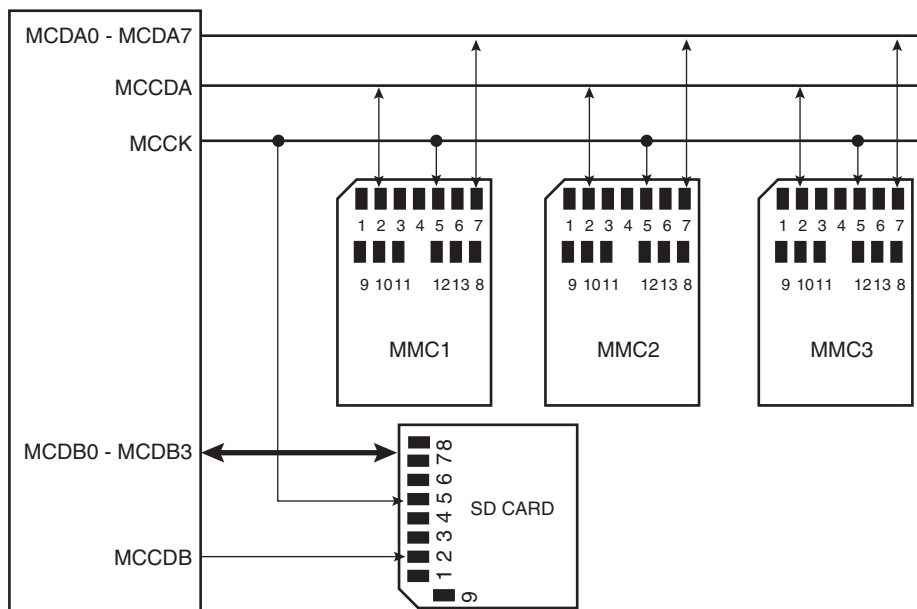 MCDA0 - MCDA7
MCCDA
MCCK
1 2 3 4 5 6 7
9 10 11 12 13 8
MMC1
1 2 3 4 5 6 7
9 10 11 12 13 8
MMC2
1 2 3 4 5 6 7
9 10 11 12 13 8
MMC3
MCDB0 - MCDB3
MCCDB
1 2 3 4 5 6 7 8
9
SD CARD